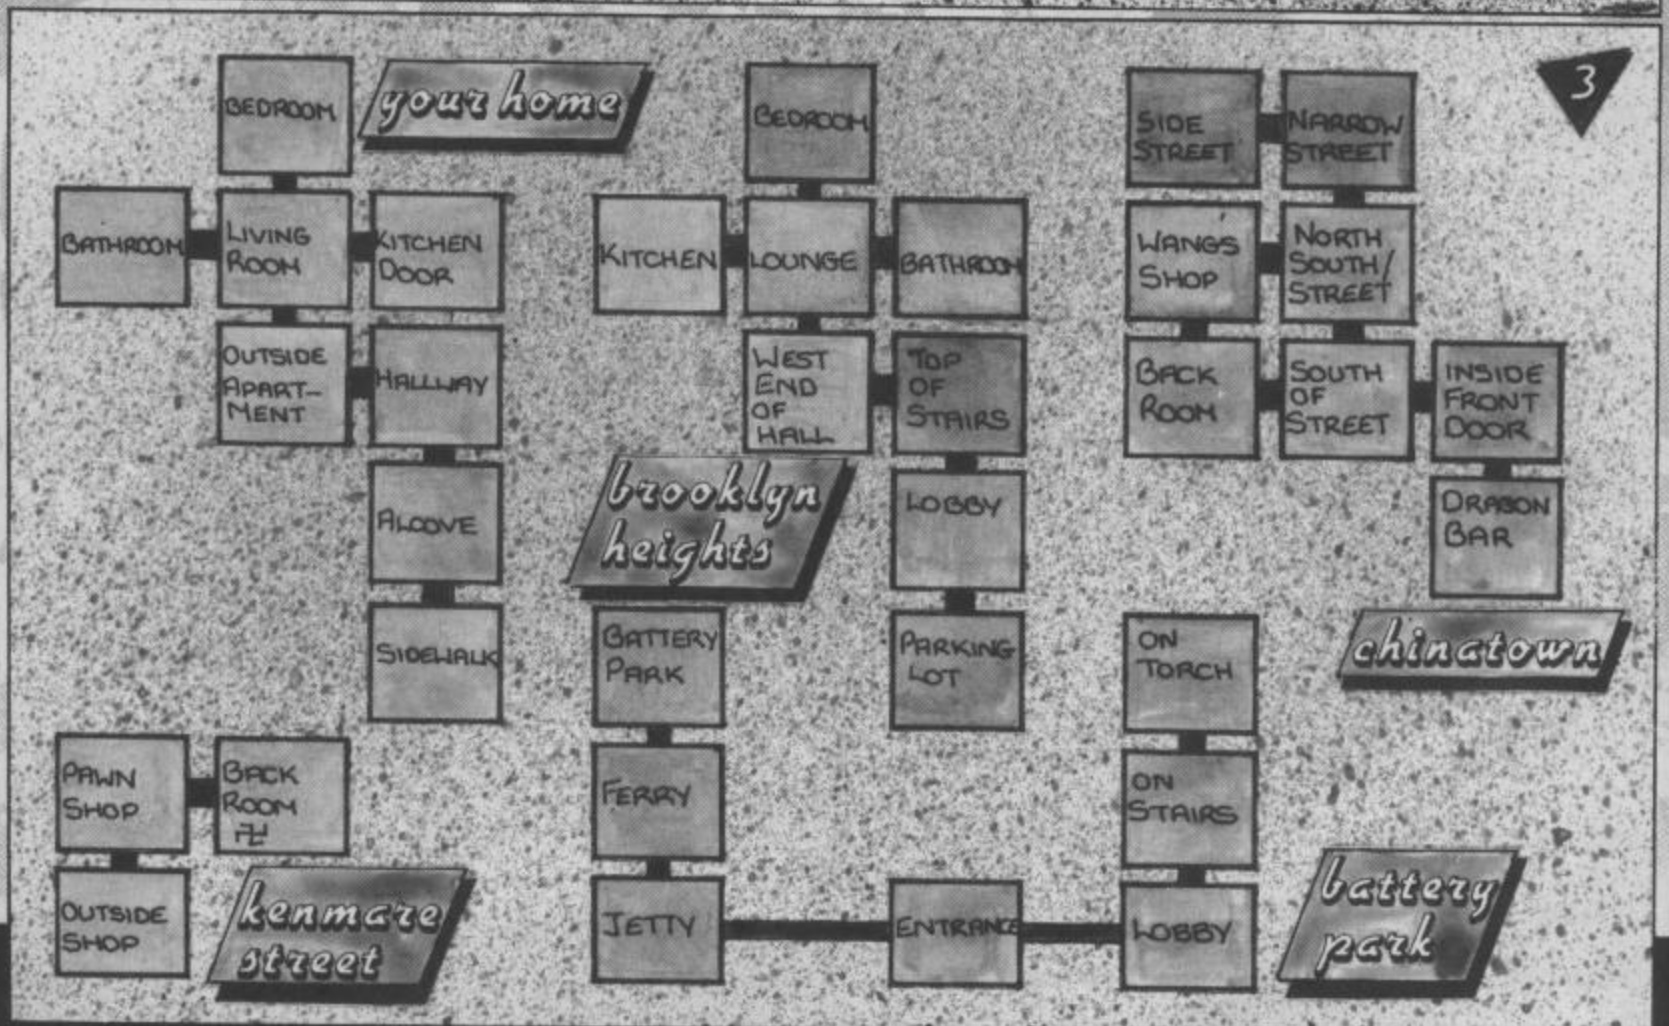 3
your home
BEDROOM
BATHROOM
LIVING
ROOM
KITCHEN
DOOR
OUTSIDE
APART-
MENT
HALLWAY
ALCOVE
SIDEWALK
BEDROOM
KITCHEN
LOUNGE
BATHROOM
WEST
END
OF
HALL
TOP
OF
STAIRS
brooklyn
heights
LOBBY
PARKING
LOT
SIDE
STREET
NARROW
STREET
WANG'S
SHOP
NORTH
SOUTH/
STREET
BACK
ROOM
SOUTH
OF
STREET
INSIDE
FRONT
DOOR
DRAGON
BAR
chinatown
PAWN
SHOP
BACK
ROOM
OUTSIDE
SHOP
kenmare
street
BATTERY
PARK
FERRY
JETTY
ENTRANCE
LOBBY
ON
STAIRS
ON
TORCH
battery
park